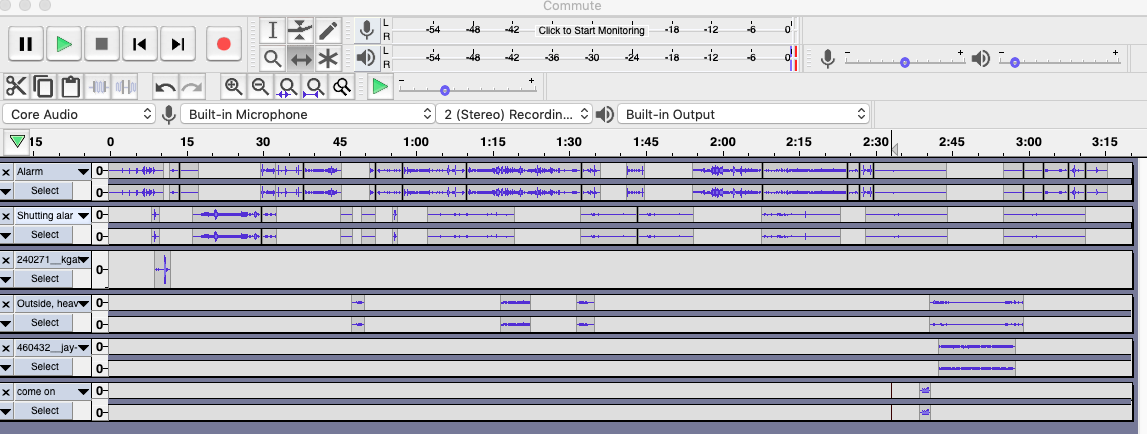 Commute
L
R
-54 -48 -42 Click to Start Monitoring -18 -12 -6 0
L
R
-54 -48 -42 -36 -30 -24 -18 -12 -6 0
- +
- +
- +
Core Audio Built-in Microphone 2 (Stereo) Recordin... Built-in Output
15 0 15 30 45 1:00 1:15 1:30 1:45 2:00 2:15 2:30 2:45 3:00 3:15
× Alarm 0-
Select 0-
× Shutting alar 0-
Select 0-
× 240271__kgat 0-
Select
× Outside, heav 0-
Select 0-
× 460432__jay- 0-
Select 0-
× come on 0-
Select 0-